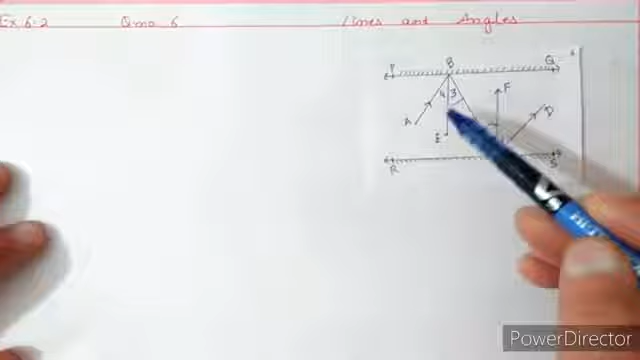 Ex 6.2 Qno 6 Lines and Angles
P B Q
4 3 F
A D
E
R S
PowerDirector